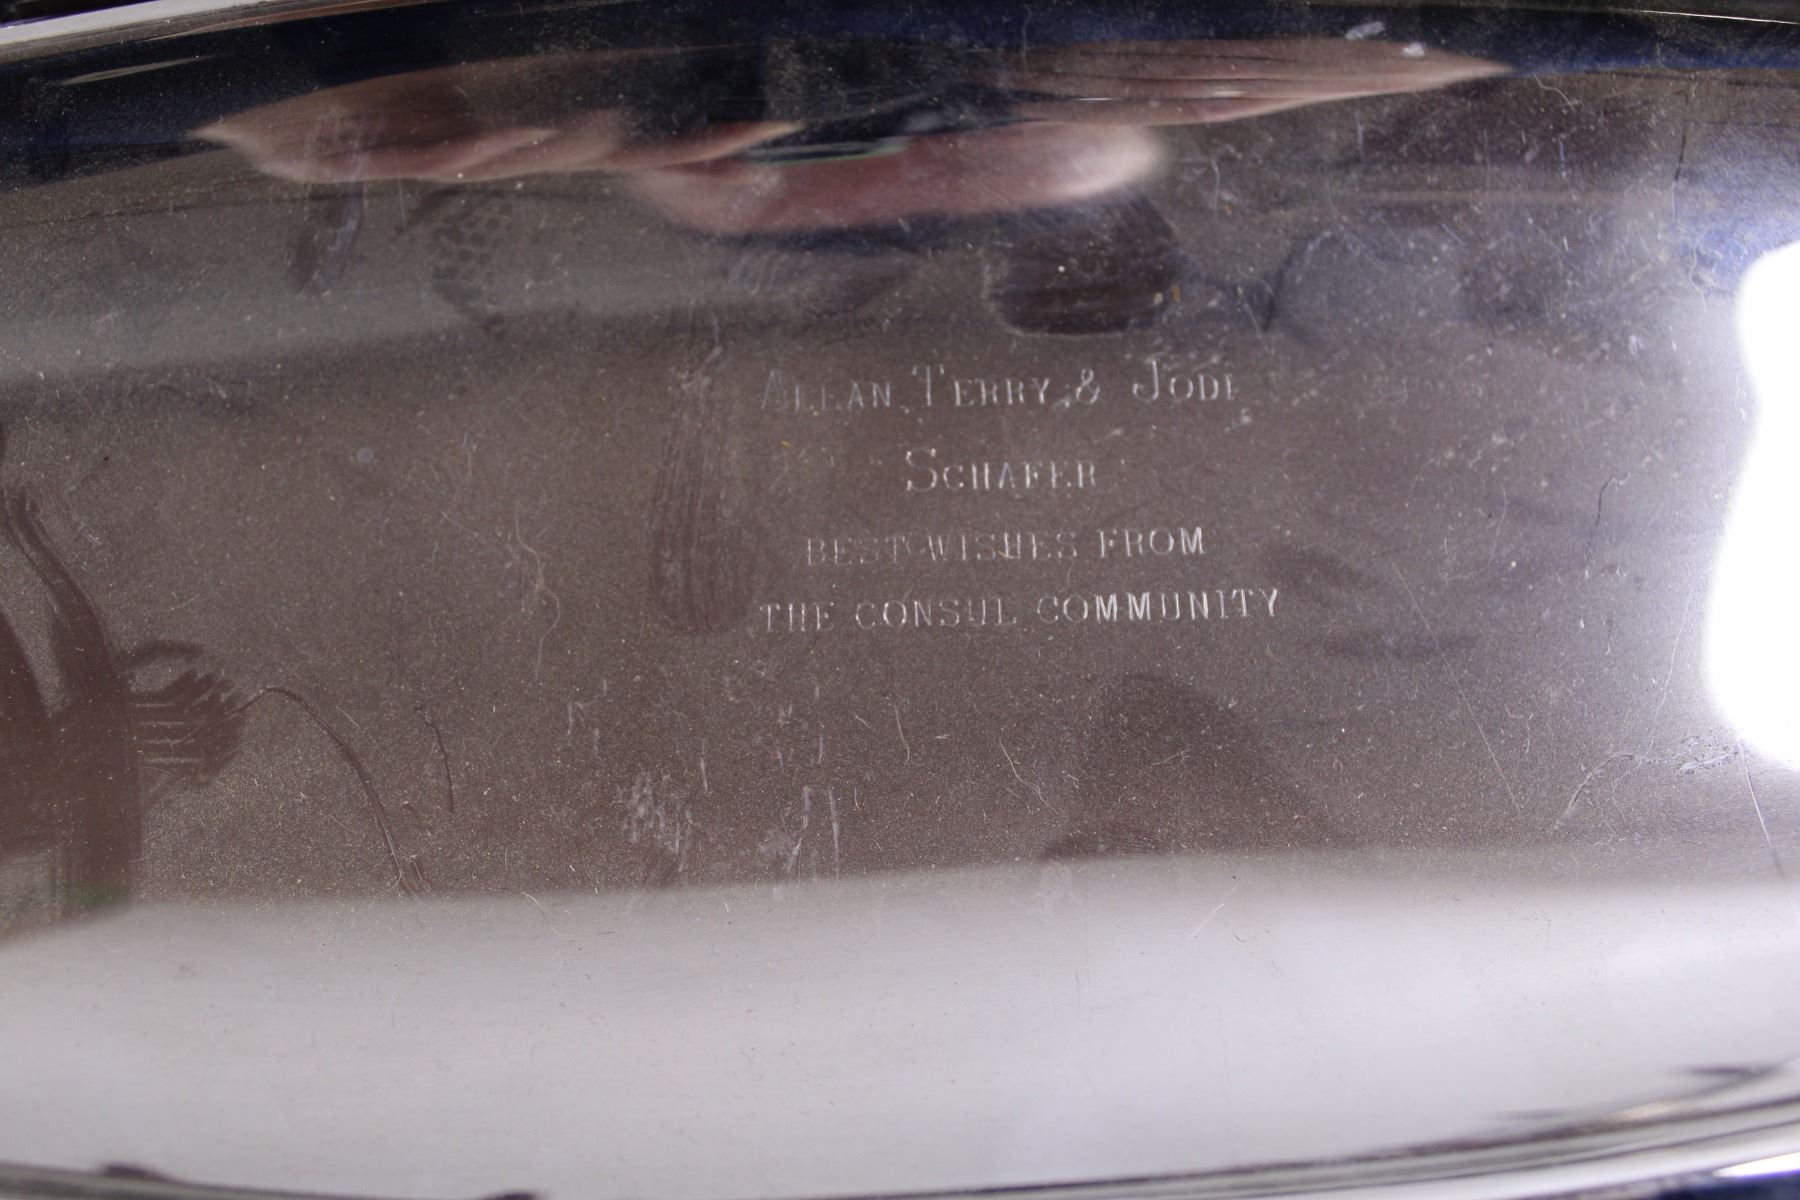 ALLAN TERRY & JODI
SCHAFER
BEST WISHES FROM
THE CONSUL COMMUNITY